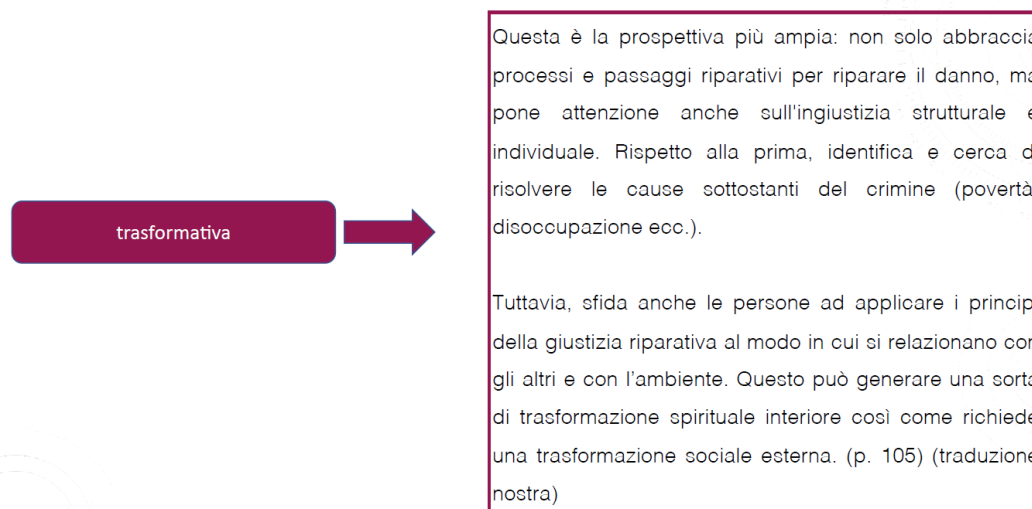 Questa è la prospettiva più ampia: non solo abbraccia
processi e passaggi riparativi per riparare il danno, ma
pone attenzione anche sull'ingiustizia strutturale e
individuale. Rispetto alla prima, identifica e cerca d
risolvere le cause sottostanti del crimine (povertà
disoccupazione ecc.).
trasformativa
Tuttavia, sfida anche le persone ad applicare i princip
della giustizia riparativa al modo in cui si relazionano con
gli altri e con l’ambiente. Questo può generare una sorta
di trasformazione spirituale interiore così come richiede
una trasformazione sociale esterna. (p. 105) (traduzione
nostra)